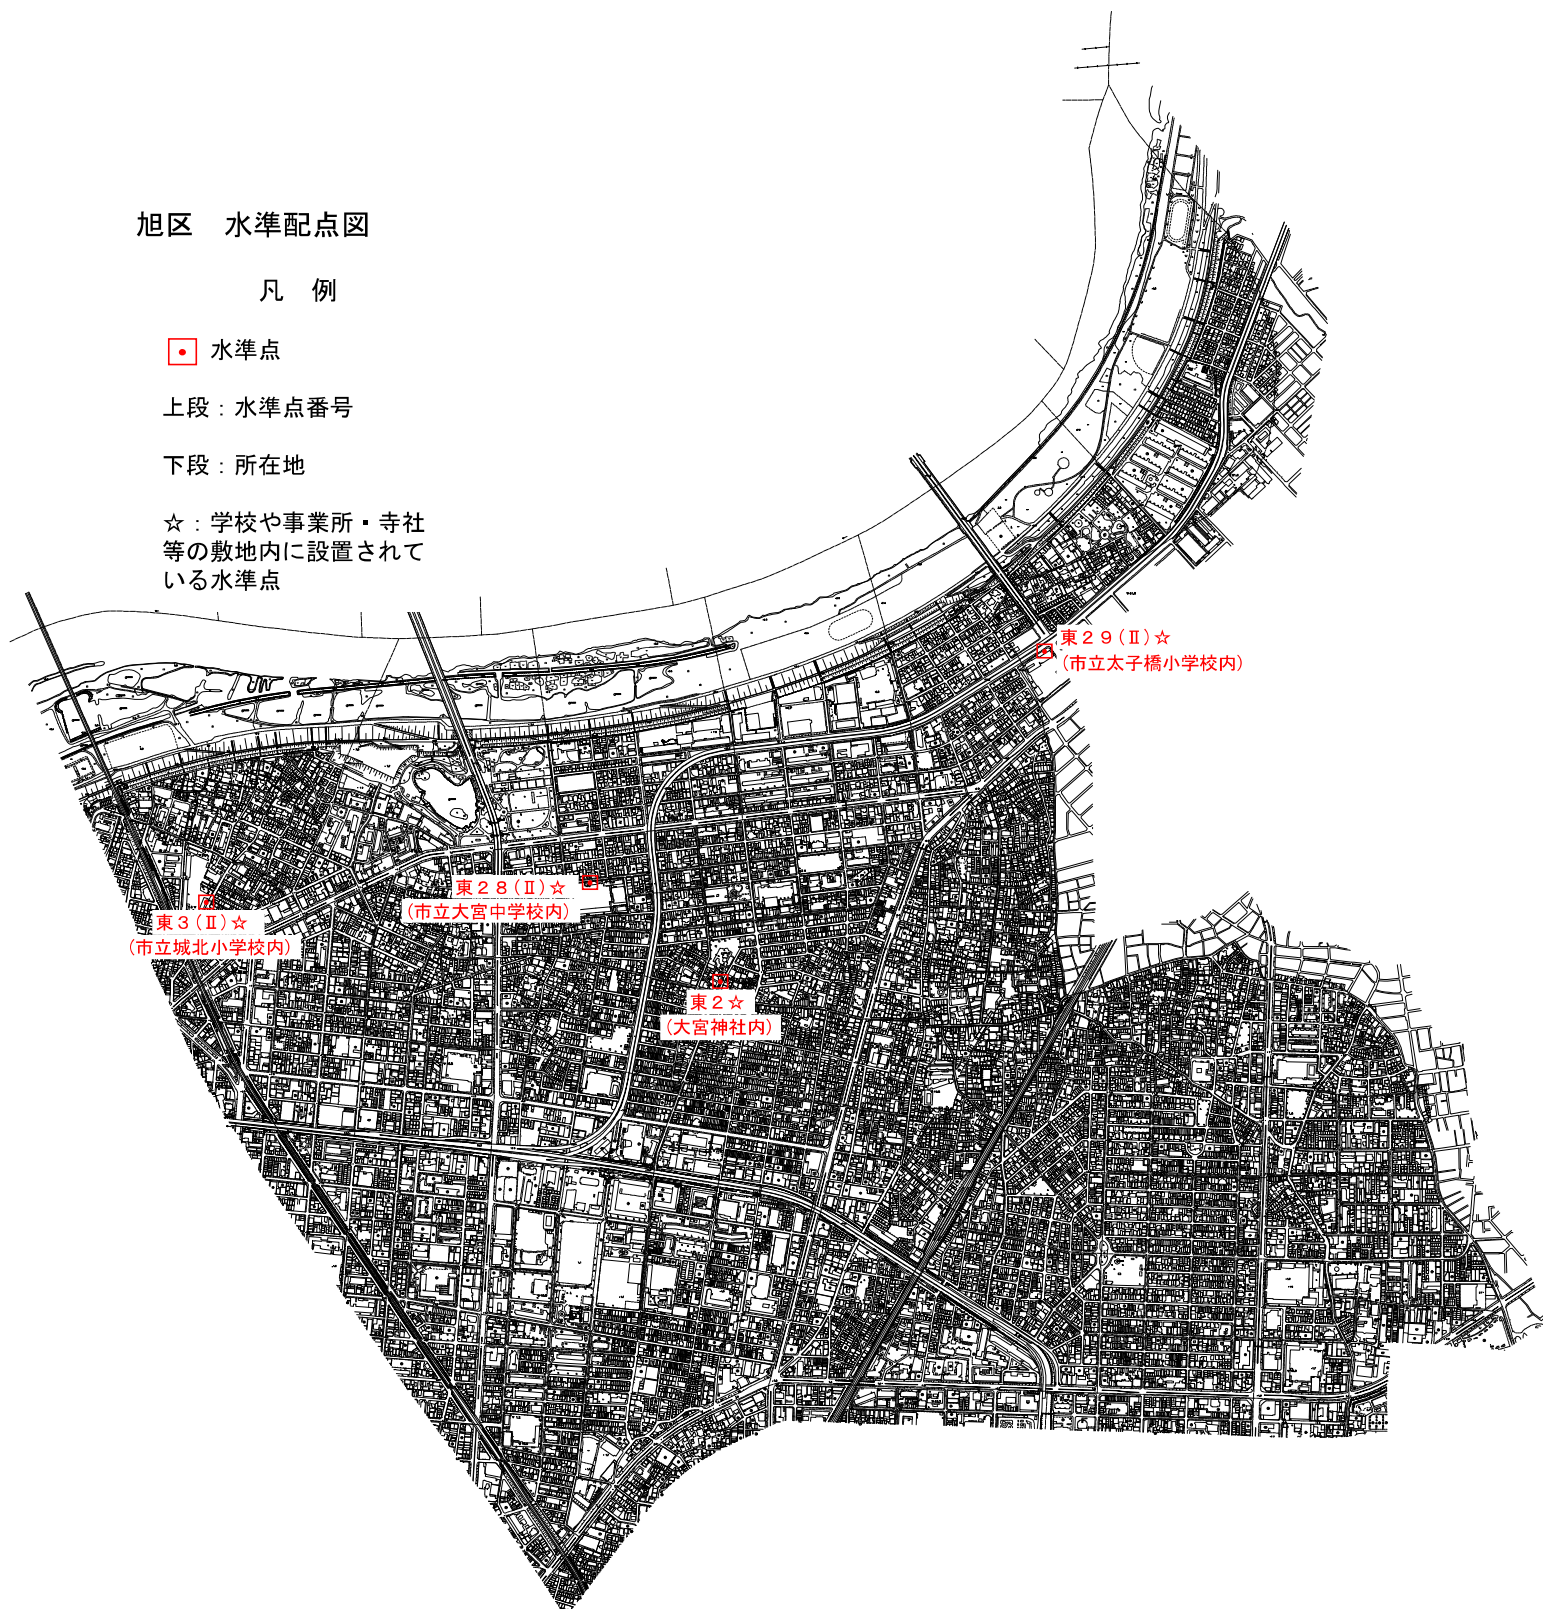 旭区　水準配点図
凡　例
水準点
上段：水準点番号
下段：所在地
☆：学校や事業所・寺社
等の敷地内に設置されて
いる水準点
東２９(Ⅱ)☆
(市立太子橋小学校内)
東２８(Ⅱ)☆
(市立大宮中学校内)
東３(Ⅱ)☆
(市立城北小学校内)
東２☆
(大宮神社内)